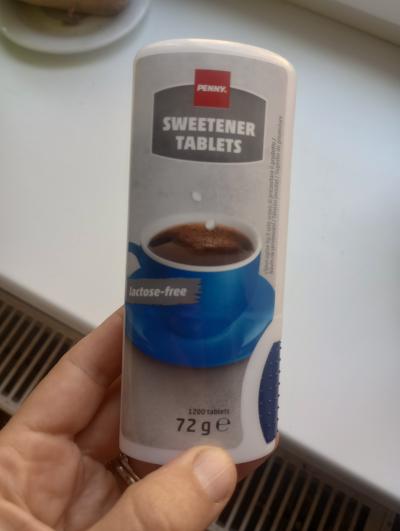 PENNY.
SWEETENER
TABLETS
lactose-free
1200 tablets
72 g ℮